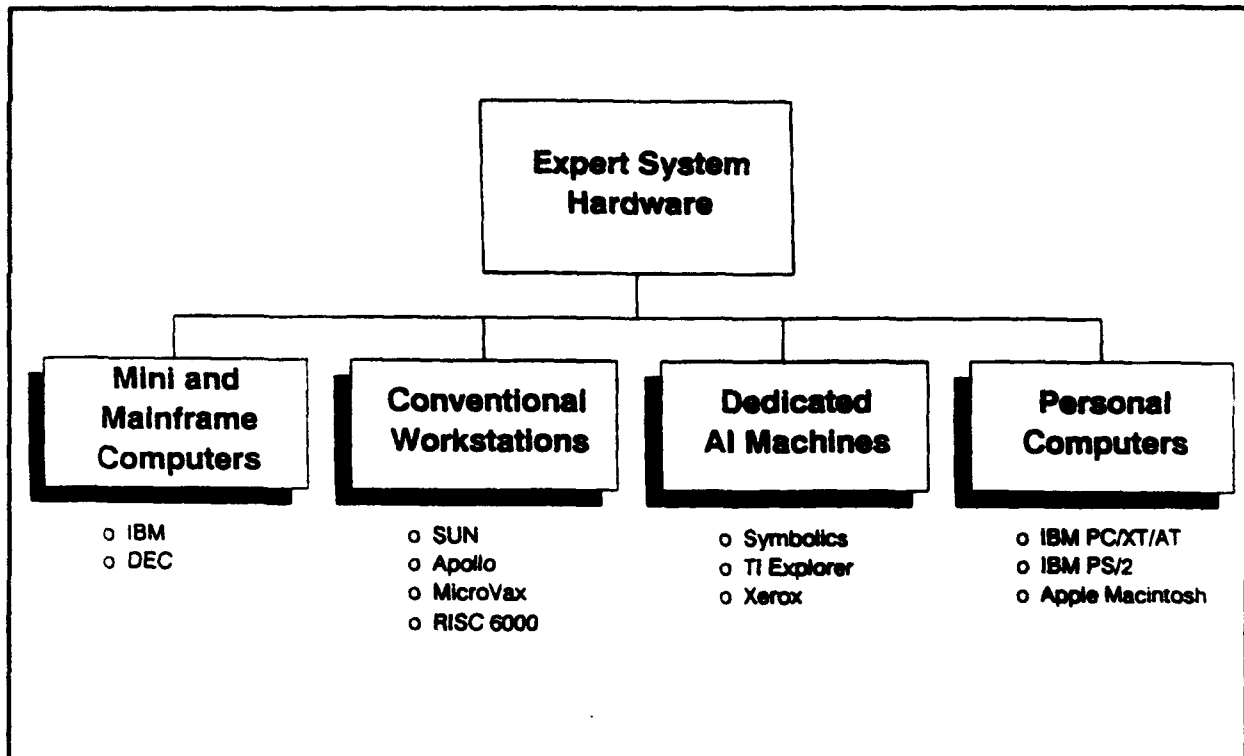 Expert System
Hardware
Mini and
Mainframe
Computers
o IBM
o DEC
Conventional
Workstations
o SUN
o Apollo
o MicroVax
o RISC 6000
Dedicated
AI Machines
o Symbolics
o TI Explorer
o Xerox
Personal
Computers
o IBM PC/XT/AT
o IBM PS/2
o Apple Macintosh